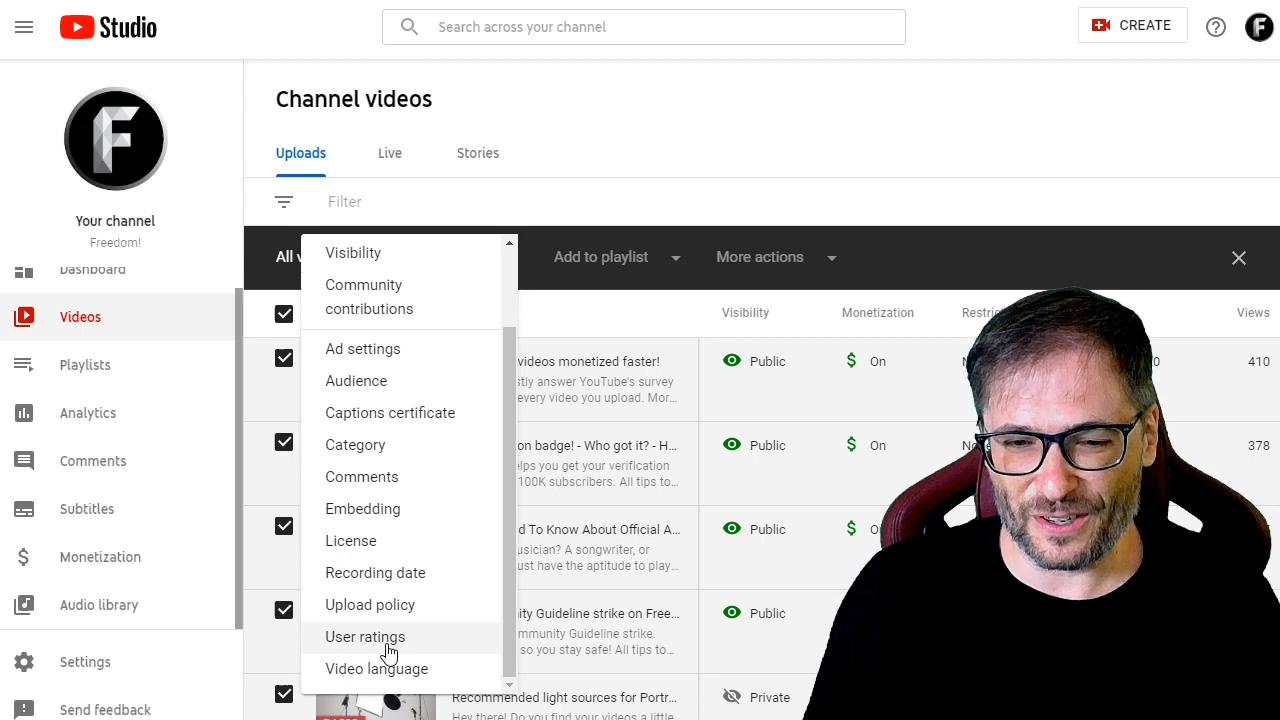 Studio
Search across your channel
CREATE
F
F
Your channel
Freedom!
Dashboard
Videos
Playlists
Analytics
Comments
Subtitles
Monetization
Audio library
Settings
Send feedback
Channel videos
Uploads
Live
Stories
Filter
All v
Add to playlist
More actions
Visibility
Community
contributions
Ad settings
Audience
Captions certificate
Category
Comments
Embedding
License
Recording date
Upload policy
User ratings
Video language
Visibility
Monetization
Restri
Views
videos monetized faster!
stly answer YouTube's survey
every video you upload. Mor...
Public
$ On
0
410
on badge! - Who got it? - H...
elps you get your verification
100K subscribers. All tips to...
Public
$ On
378
d To Know About Official A...
usician? A songwriter, or
ust have the aptitude to play...
Public
$
ity Guideline strike on Free...
mmunity Guideline strike.
so you stay safe! All tips to...
Public
Recommended light sources for Portr...
Hey there! Do you find your videos a little
Private